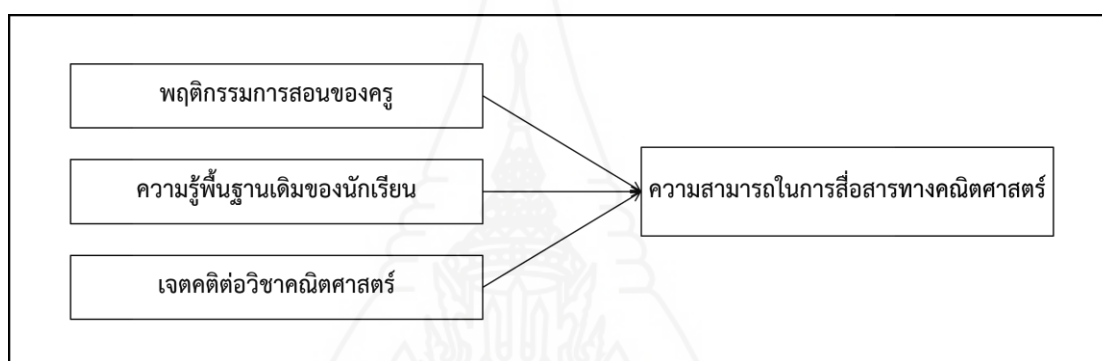 พฤติกรรมการสอนของครู
ความรู้พื้นฐานเดิมของนักเรียน
ความสามารถในการสื่อสารทางคณิตศาสตร์
เจตคติต่อวิชาคณิตศาสตร์